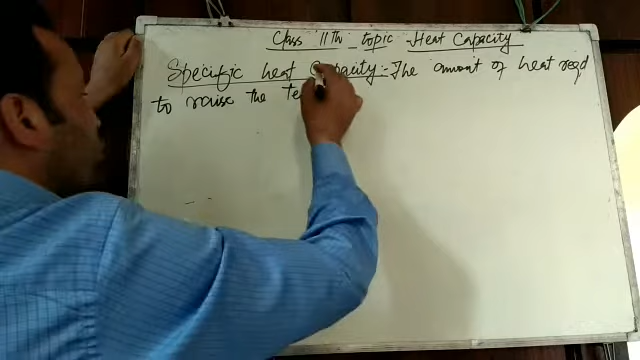 Class 11th topic Heat Capacity
Specific heat Capacity:- The amount of heat reqd
to raise the te